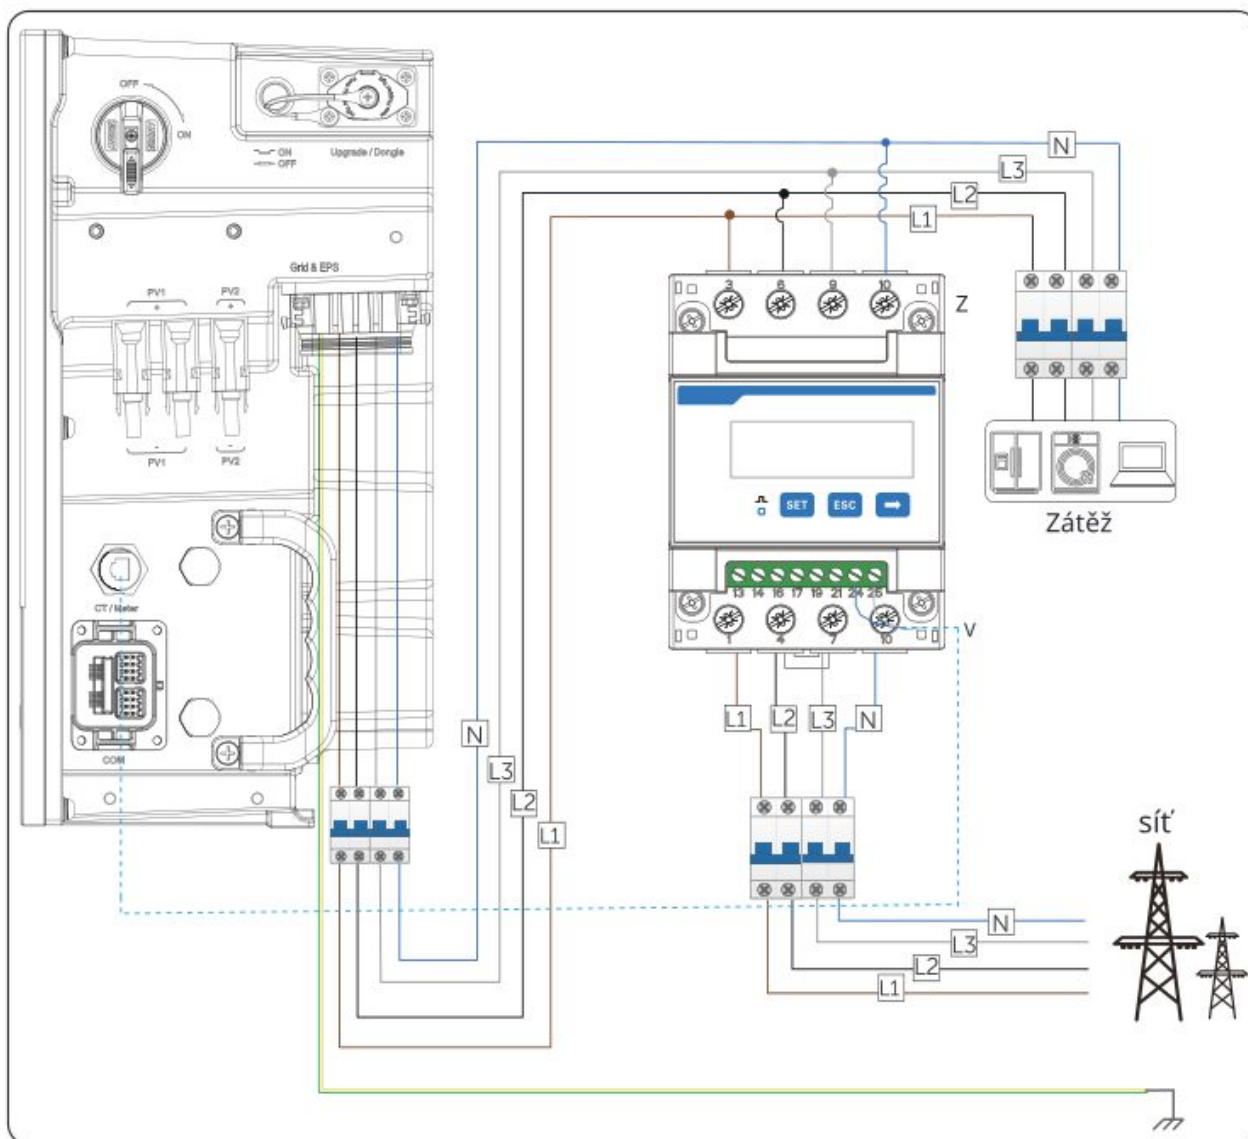 OFF
ON
ON
OFF
Upgrade / Dongle
N
L3
L2
L1
Grid & EPS
PV1
+
PV2
+
3
6
9
10
Z
-
PV1
-
PV2
SET
ESC
Zátěž
CT / Meter
13 14 16 17 19 21 24 25
1
4
7
10
V
COM
L1
L2
L3
N
N
L3
L2
L1
síť
N
L3
L2
L1